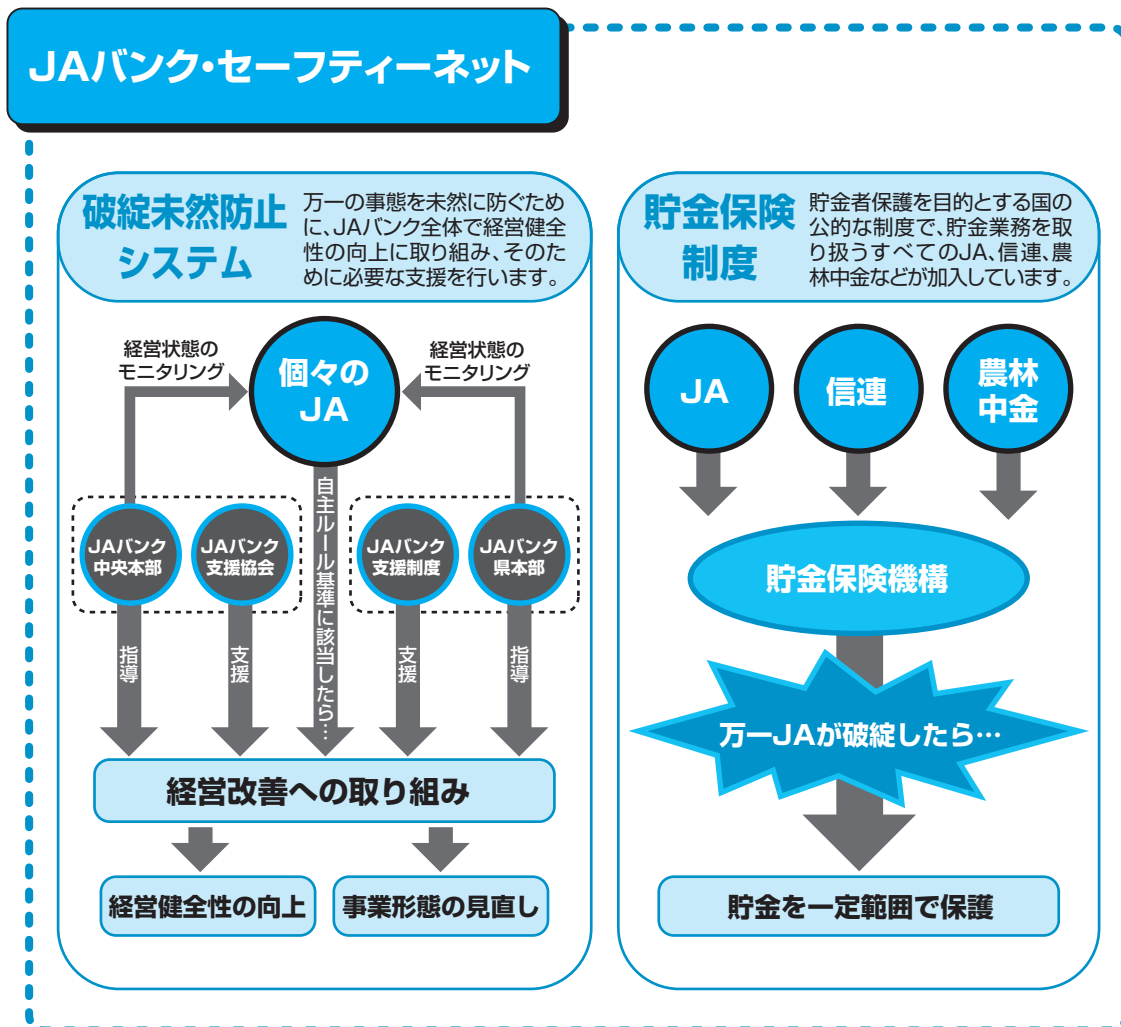 JAバンク・セーフティーネット
破綻未然防止
システム
万一の事態を未然に防ぐため
に、JAバンク全体で経営健全
性の向上に取り組み、そのた
めに必要な支援を行います。
経営状態の
モニタリング
個々の
JA
経営状態の
モニタリング
JAバンク
中央本部
JAバンク
支援協会
自主ルール基準に該当したら…
JAバンク
支援制度
JAバンク
県本部
指導
支援
支援
指導
経営改善への取り組み
経営健全性の向上
事業形態の見直し
貯金保険
制度
貯金者保護を目的とする国の
公的な制度で、貯金業務を取
り扱うすべてのJA、信連、農
林中金などが加入しています。
JA
信連
農林
中金
貯金保険機構
万一JAが破綻したら…
貯金を一定範囲で保護